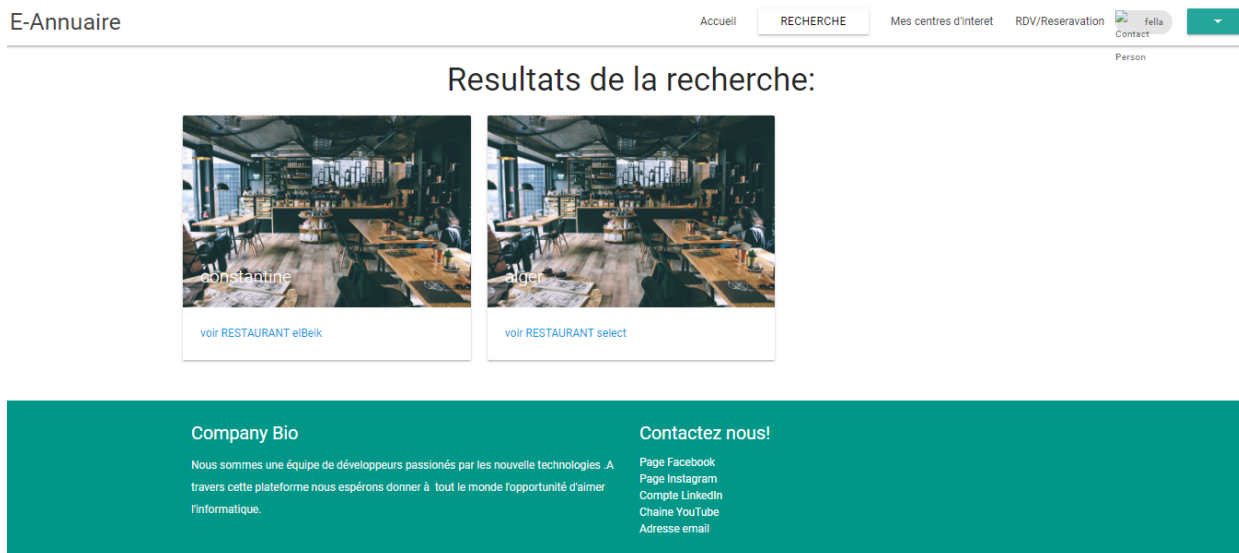 E-Annuaire
Accueil
RECHERCHE
Mes centres d'interet
RDV/Reseravation
Contact
Person
fella
Resultats de la recherche:
constantine
alger
voir RESTAURANT elBeik
voir RESTAURANT select
Company Bio
Nous sommes une équipe de développeurs passionés par les nouvelle technologies .A
travers cette plateforme nous espérons donner à tout le monde l'opportunité d'aimer
l'informatique.
Contactez nous!
Page Facebook
Page Instagram
Compte LinkedIn
Chaine YouTube
Adresse email